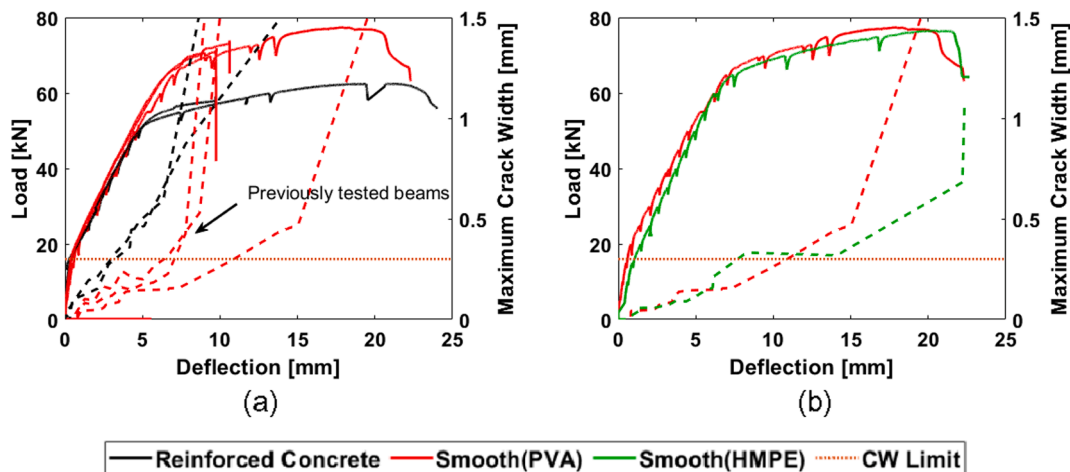 80
60
40
20
0
Load [kN]
Previously tested beams
1.5
1
0.5
0
Maximum Crack Width [mm]
0 5 10 15 20 25
Deflection [mm]
(a)
80
60
40
20
0
Load [kN]
1.5
1
0.5
0
Maximum Crack Width [mm]
0 5 10 15 20 25
Deflection [mm]
(b)
Reinforced Concrete Smooth(PVA) Smooth(HMPE) CW Limit